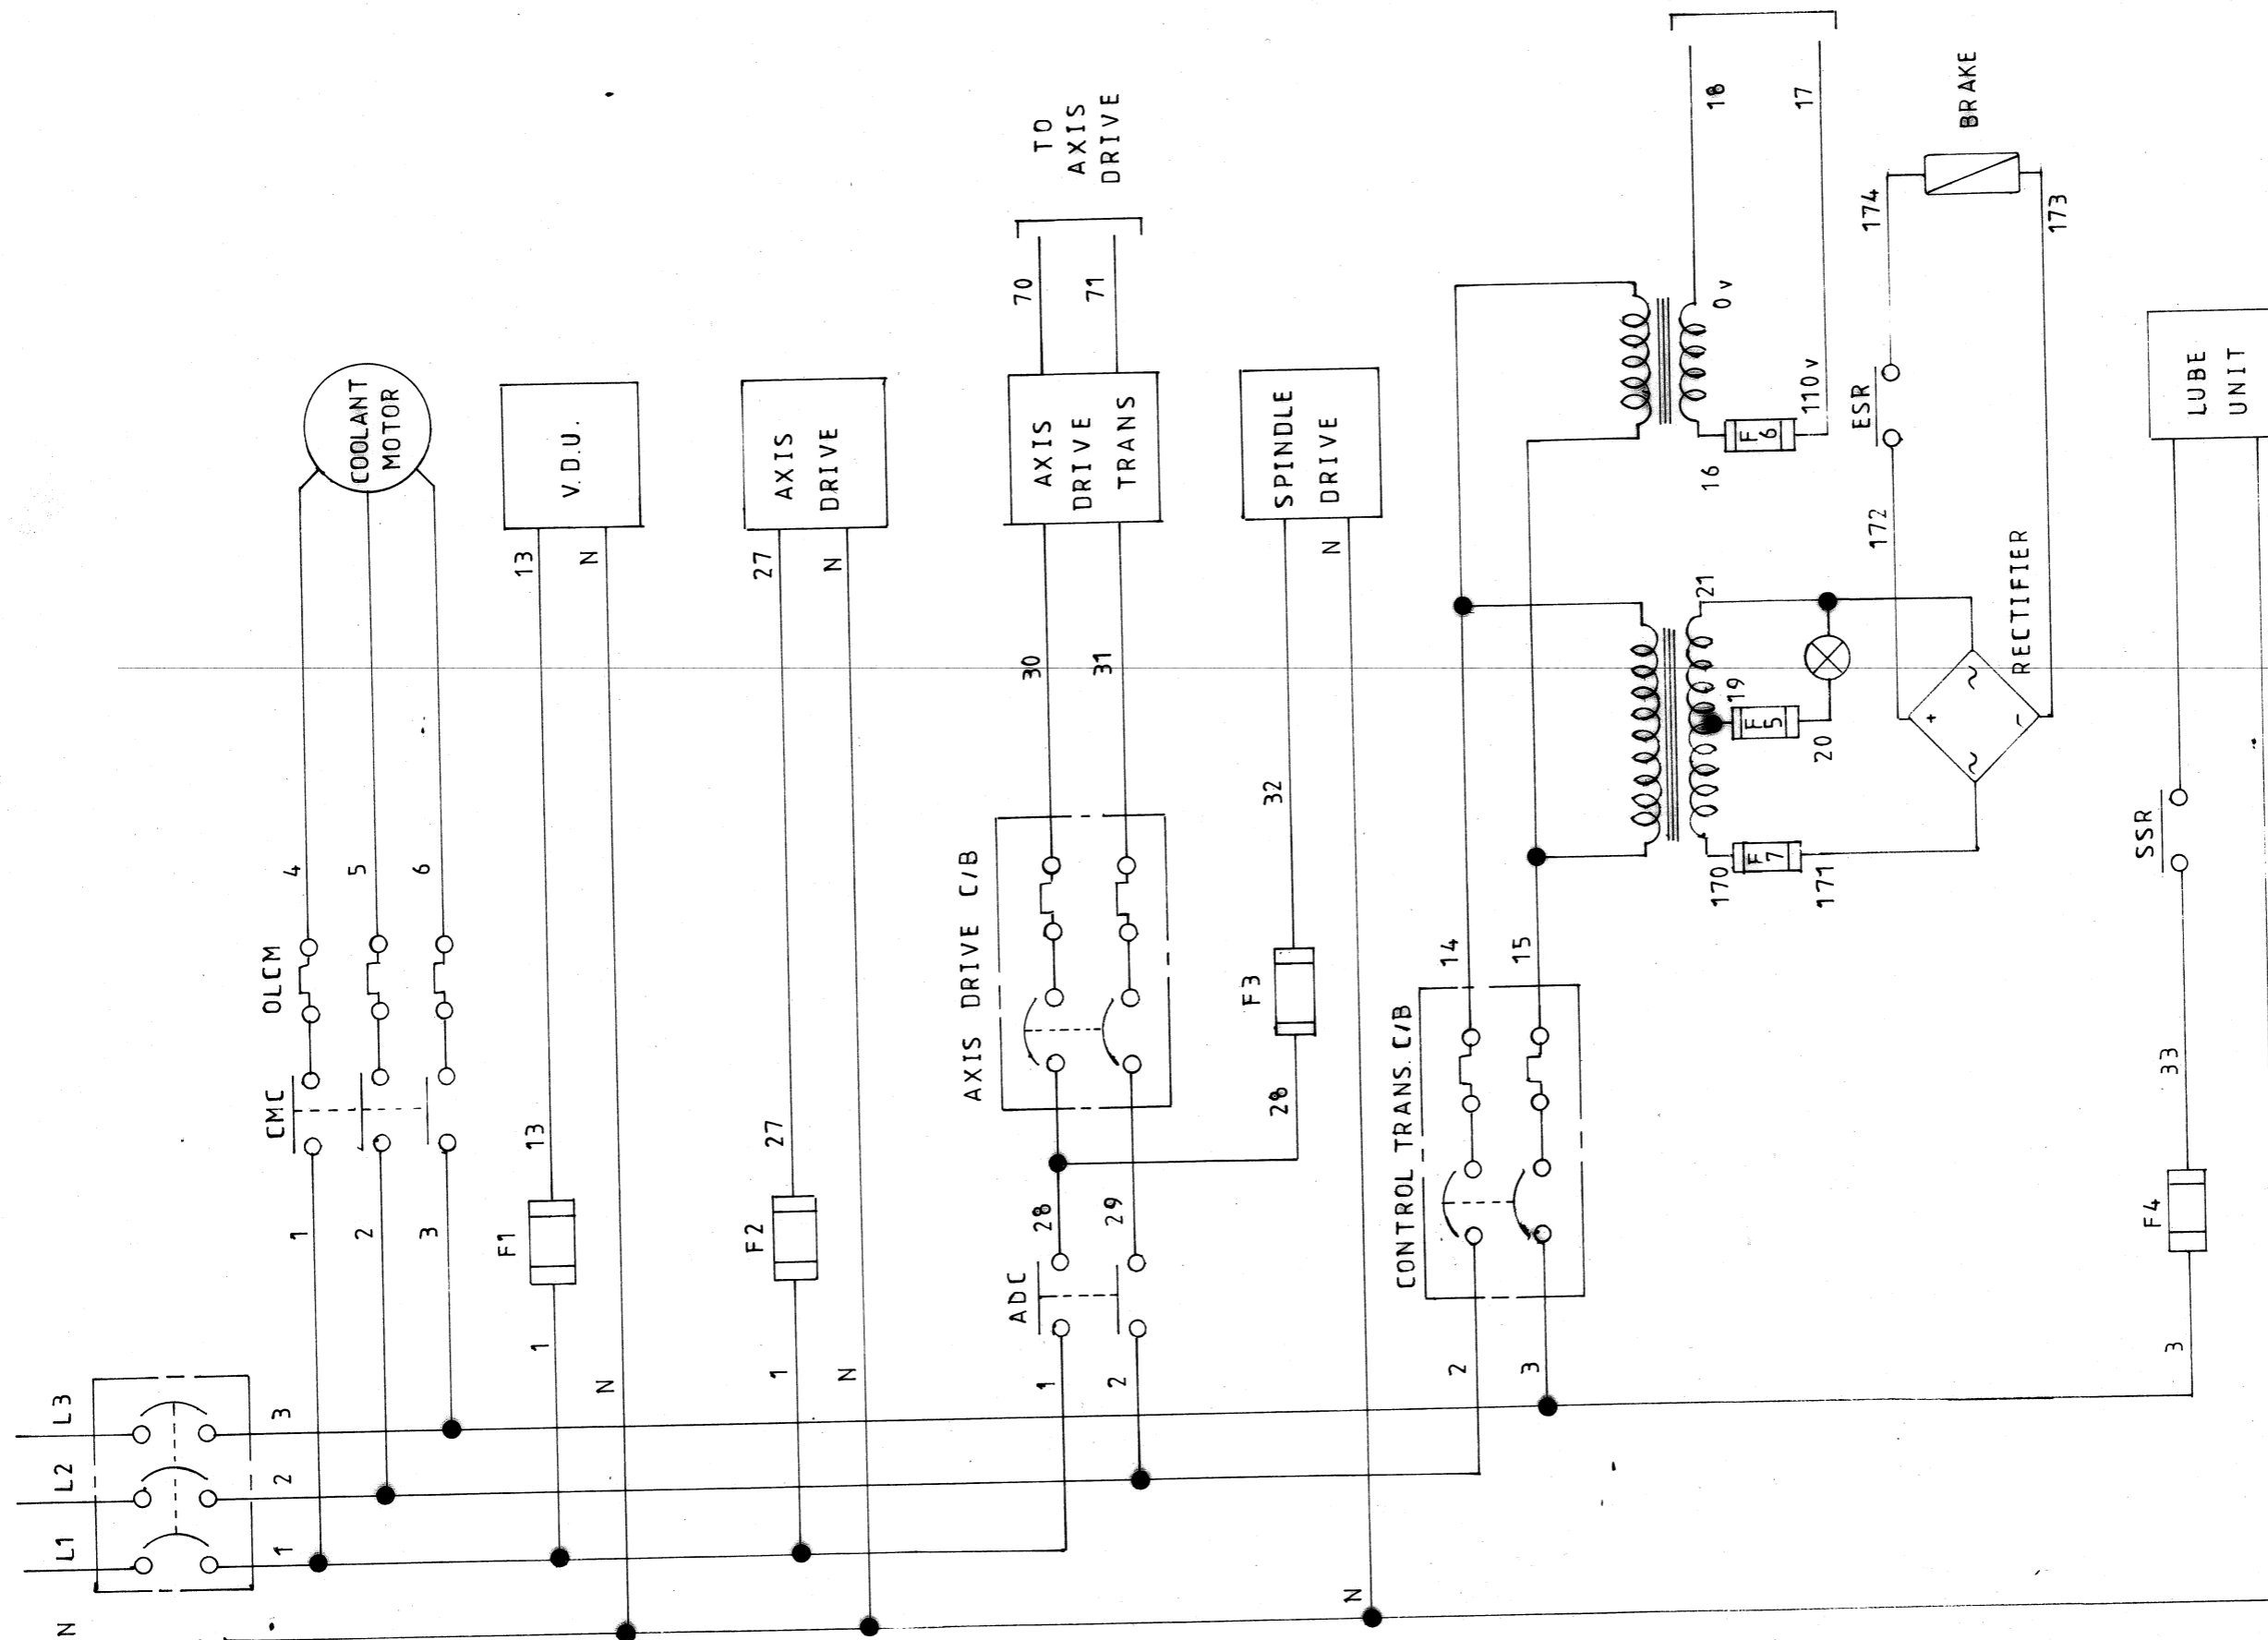 L1
L2
L3
N
1
2
3
1
2
3
CMC
OLCM
4
5
6
COOLANT
MOTOR
1
F1
13
13
N
N
V.D.U.
1
F2
27
27
N
N
AXIS
DRIVE
1
2
ADC
28
29
AXIS DRIVE C/B
30
31
AXIS
DRIVE
TRANS
70
71
TO
AXIS
DRIVE
28
F3
32
N
N
SPINDLE
DRIVE
2
3
CONTROL TRANS. C/B
14
15
16
F6
110v
0v
18
17
170
F7
171
19
F5
20
21
~
~
+
-
RECTIFIER
172
ESR
174
173
BRAKE
3
F4
33
SSR
LUBE
UNIT